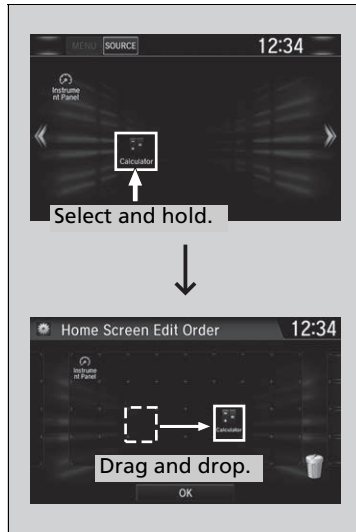 MENU SOURCE 12:34
Instrume
nt Panel
Calculator
Select and hold.
Home Screen Edit Order 12:34
Instrume
nt Panel
Calculator
Drag and drop.
OK